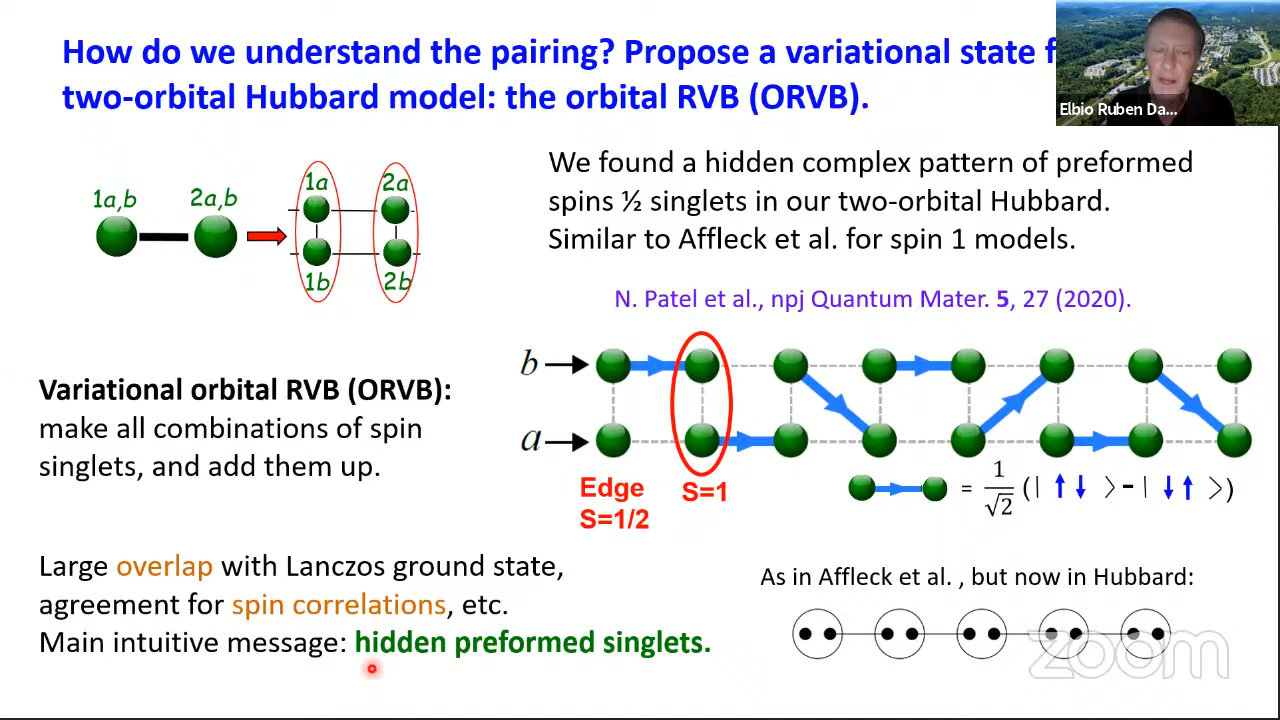 How do we understand the pairing? Propose a variational state f
two-orbital Hubbard model: the orbital RVB (ORVB).
Elbio Ruben Da...
1a,b
2a,b
1a
2a
1b
2b
We found a hidden complex pattern of preformed
spins ½ singlets in our two-orbital Hubbard.
Similar to Affleck et al. for spin 1 models.
N. Patel et al., npj Quantum Mater. 5, 27 (2020).
b
a
Edge
S=1/2
S=1
= 1/√2 (| ↑↓ > - | ↓↑ >)
Variational orbital RVB (ORVB):
make all combinations of spin
singlets, and add them up.
Large overlap with Lanczos ground state,
agreement for spin correlations, etc.
Main intuitive message: hidden preformed singlets.
As in Affleck et al. , but now in Hubbard:
zoom